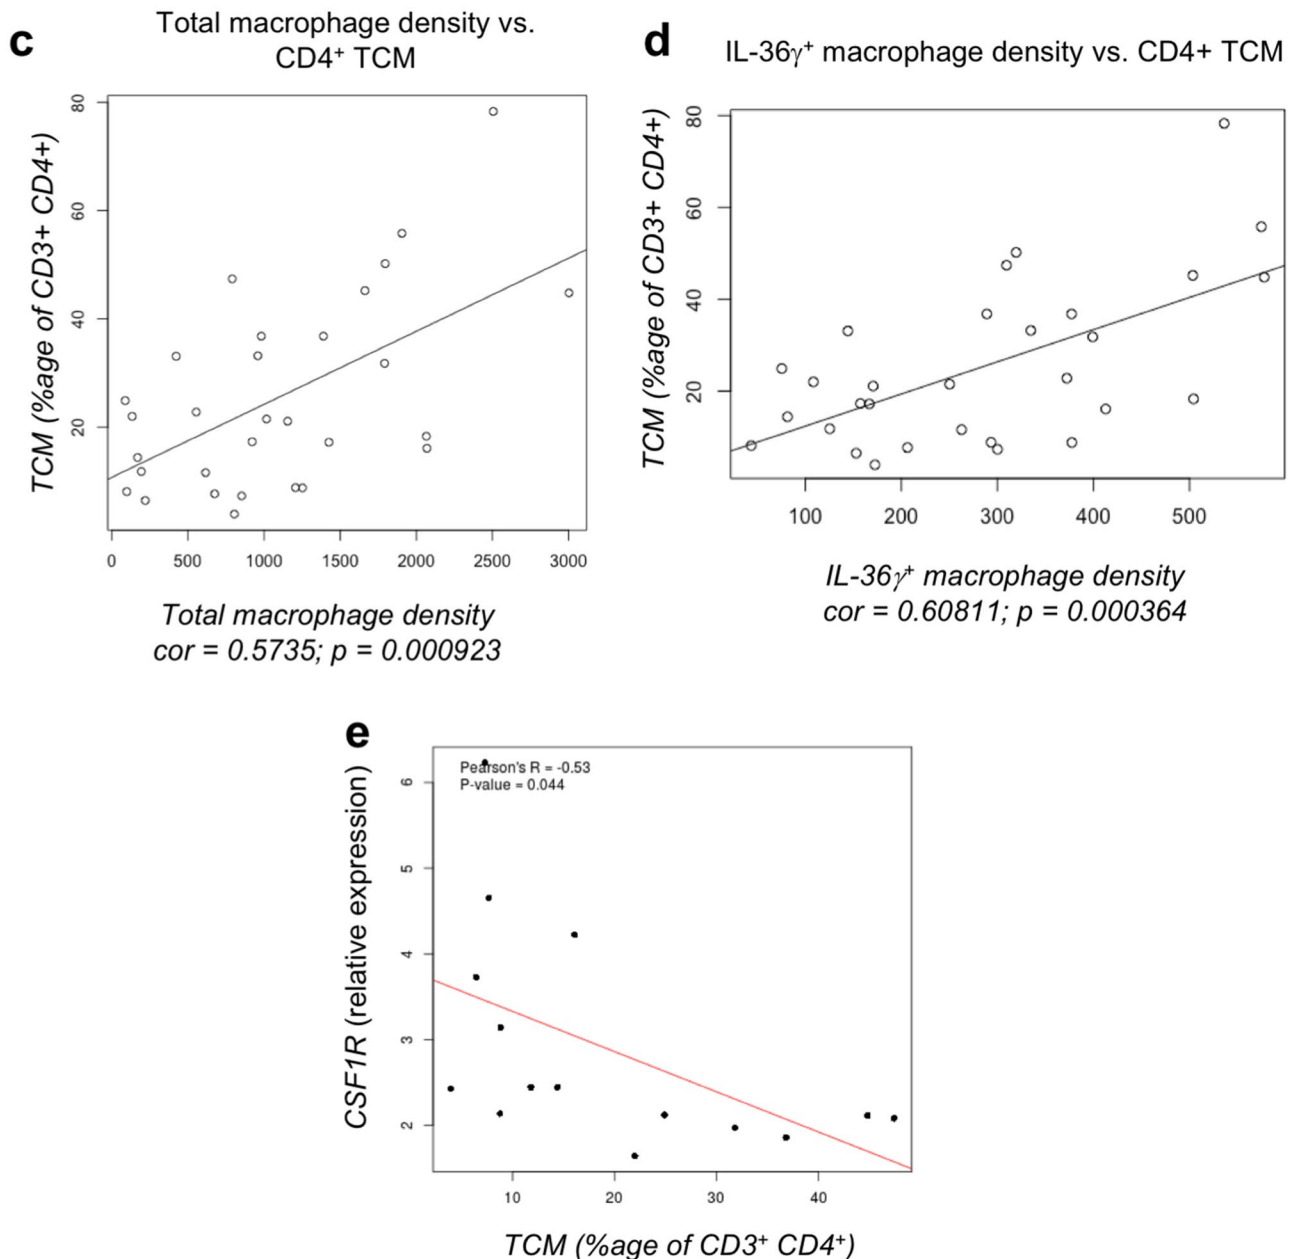 c
Total macrophage density vs.
CD4⁺ TCM
TCM (%age of CD3+ CD4+)
80
60
40
20
0 500 1000 1500 2000 2500 3000
Total macrophage density
cor = 0.5735; p = 0.000923
d
IL-36γ⁺ macrophage density vs. CD4+ TCM
TCM (%age of CD3+ CD4+)
80
60
40
20
100 200 300 400 500
IL-36γ⁺ macrophage density
cor = 0.60811; p = 0.000364
e
CSF1R (relative expression)
Pearson's R = -0.53
P-value = 0.044
6
5
4
3
2
10 20 30 40
TCM (%age of CD3⁺ CD4⁺)